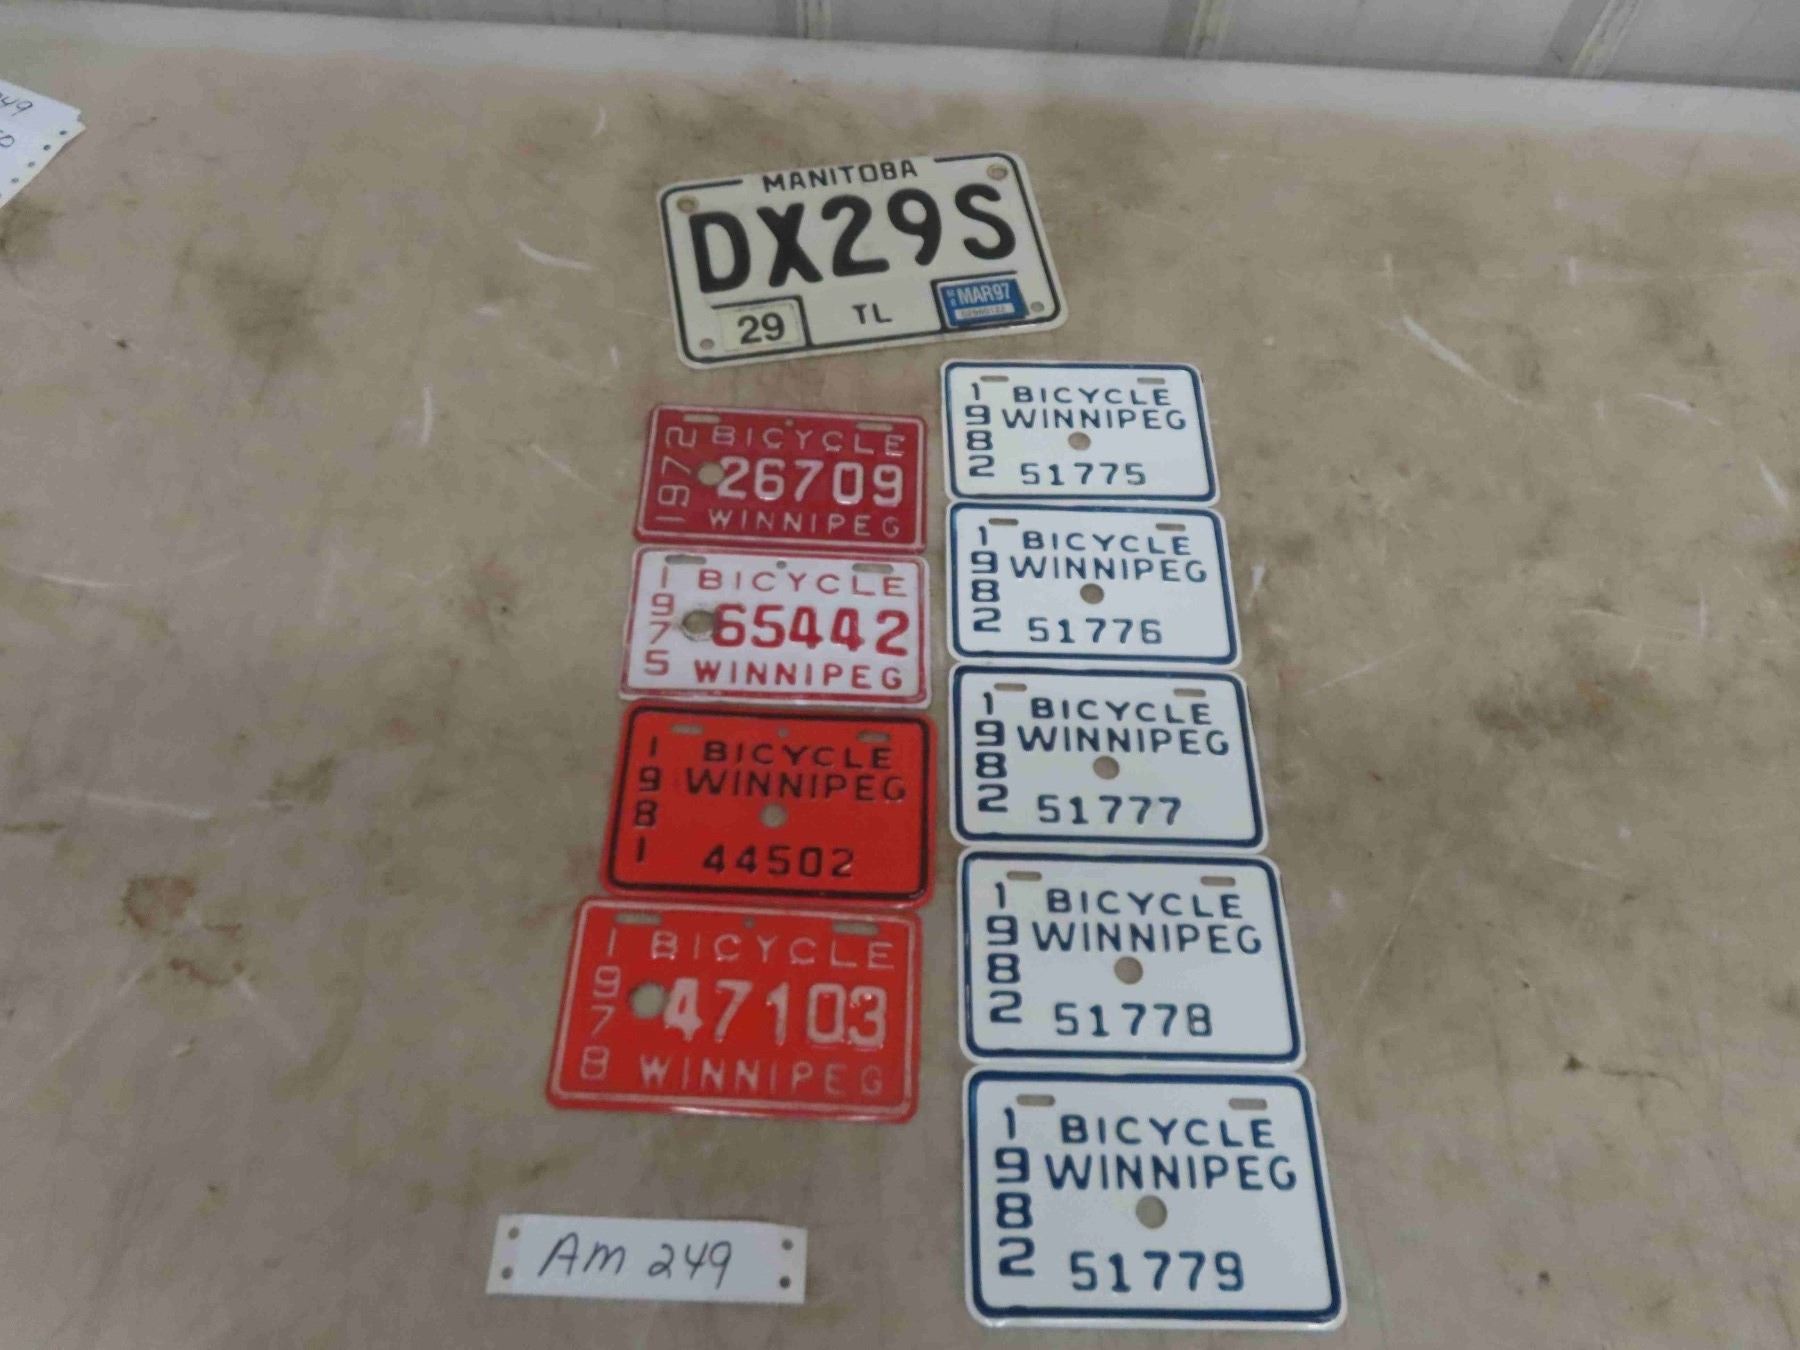 249
50
MANITOBA
DX29S
29 TL MAR97
BICYCLE
1972 26709
WINNIPEG
BICYCLE
1975 65442
WINNIPEG
BICYCLE
WINNIPEG
1981
44502
BICYCLE
1978 47103
WINNIPEG
BICYCLE
WINNIPEG
1982
51775
BICYCLE
WINNIPEG
1982
51776
BICYCLE
WINNIPEG
1982
51777
BICYCLE
WINNIPEG
1982
51778
BICYCLE
WINNIPEG
1982
51779
AM 249